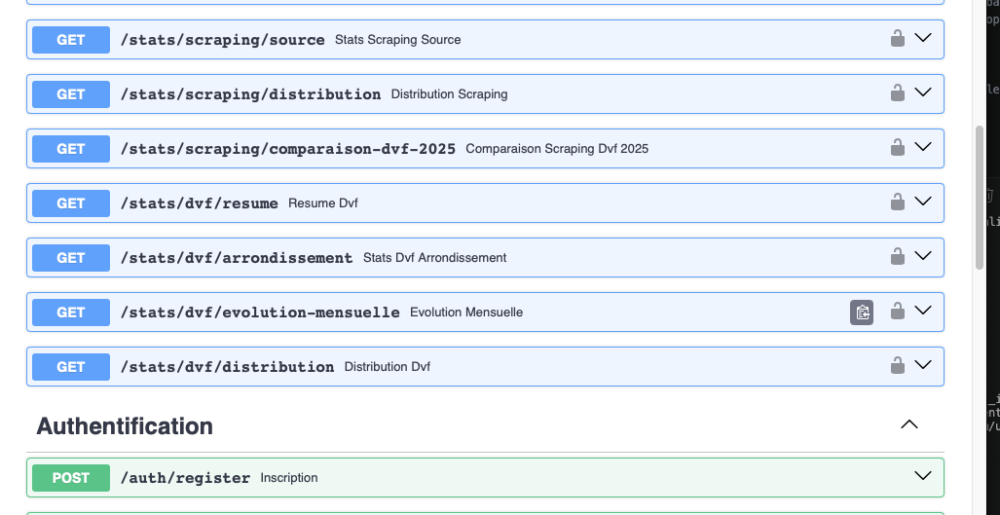 GET /stats/scraping/source Stats Scraping Source
GET /stats/scraping/distribution Distribution Scraping
GET /stats/scraping/comparaison-dvf-2025 Comparaison Scraping Dvf 2025
GET /stats/dvf/resume Resume Dvf
GET /stats/dvf/arrondissement Stats Dvf Arrondissement
GET /stats/dvf/evolution-mensuelle Evolution Mensuelle
GET /stats/dvf/distribution Distribution Dvf
Authentification
POST /auth/register Inscription